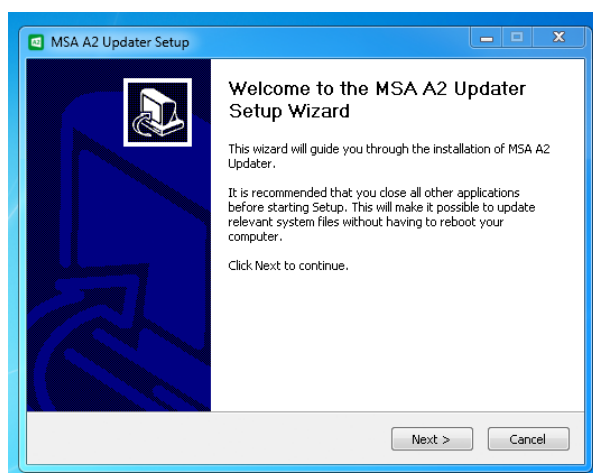 MSA A2 Updater Setup
Welcome to the MSA A2 Updater
Setup Wizard
This wizard will guide you through the installation of MSA A2
Updater.
It is recommended that you close all other applications
before starting Setup. This will make it possible to update
relevant system files without having to reboot your
computer.
Click Next to continue.
Next >
Cancel